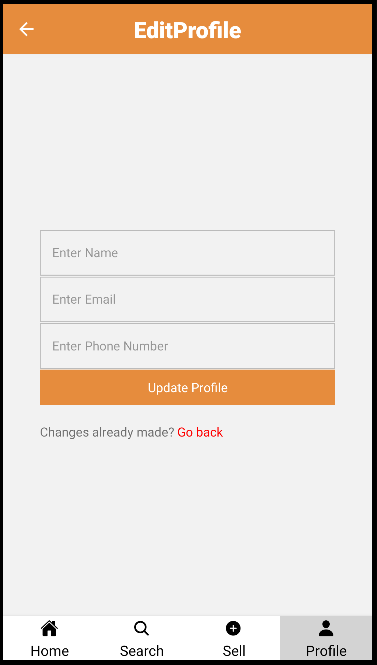 EditProfile
Enter Name
Enter Email
Enter Phone Number
Update Profile
Changes already made? Go back
Home Search Sell Profile